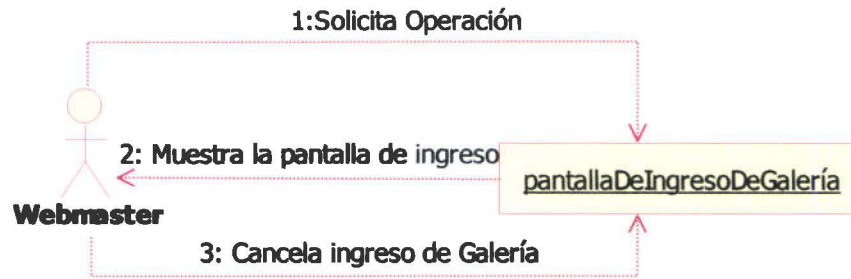 1:Solicita Operación
2: Muestra la pantalla de ingreso
pantallaDeIngresoDeGalería
Webmaster
3: Cancela ingreso de Galería